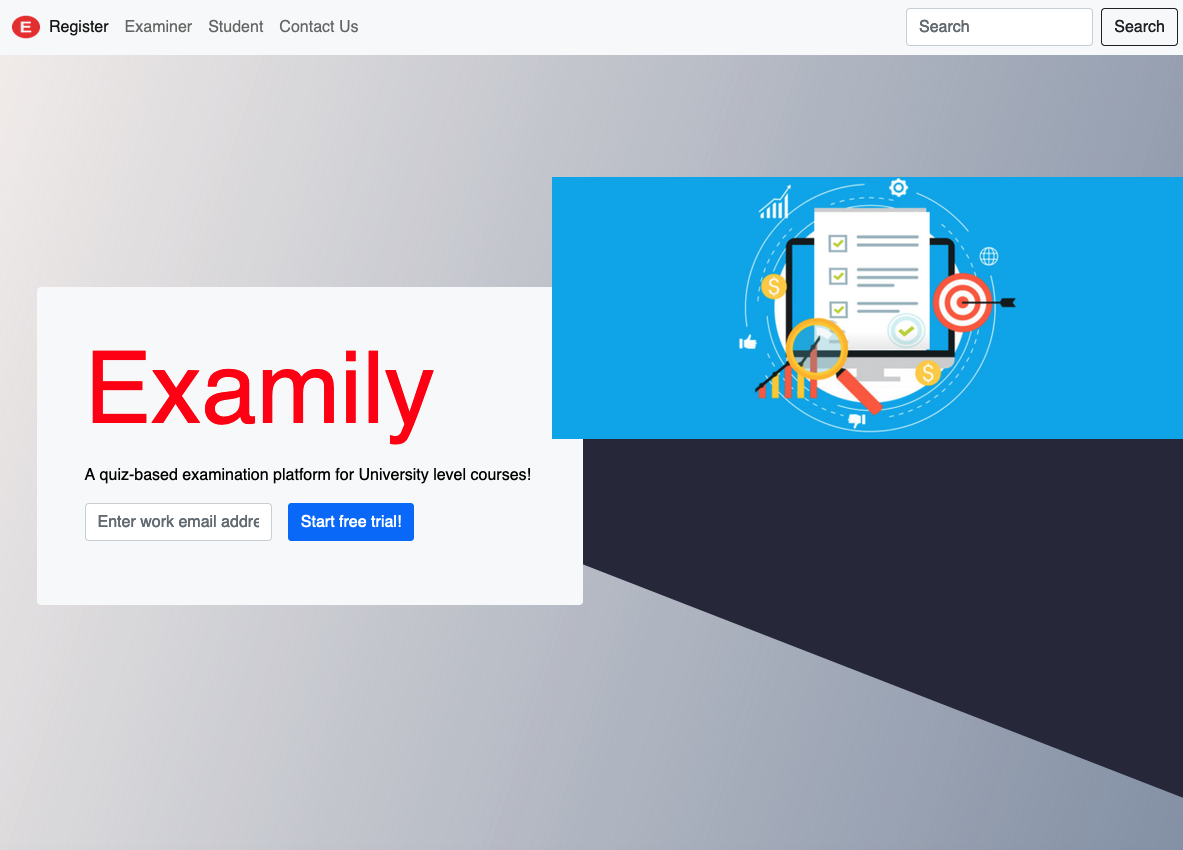 E Register Examiner Student Contact Us Search Search
Examily
A quiz-based examination platform for University level courses!
Enter work email addre Start free trial!
$
$